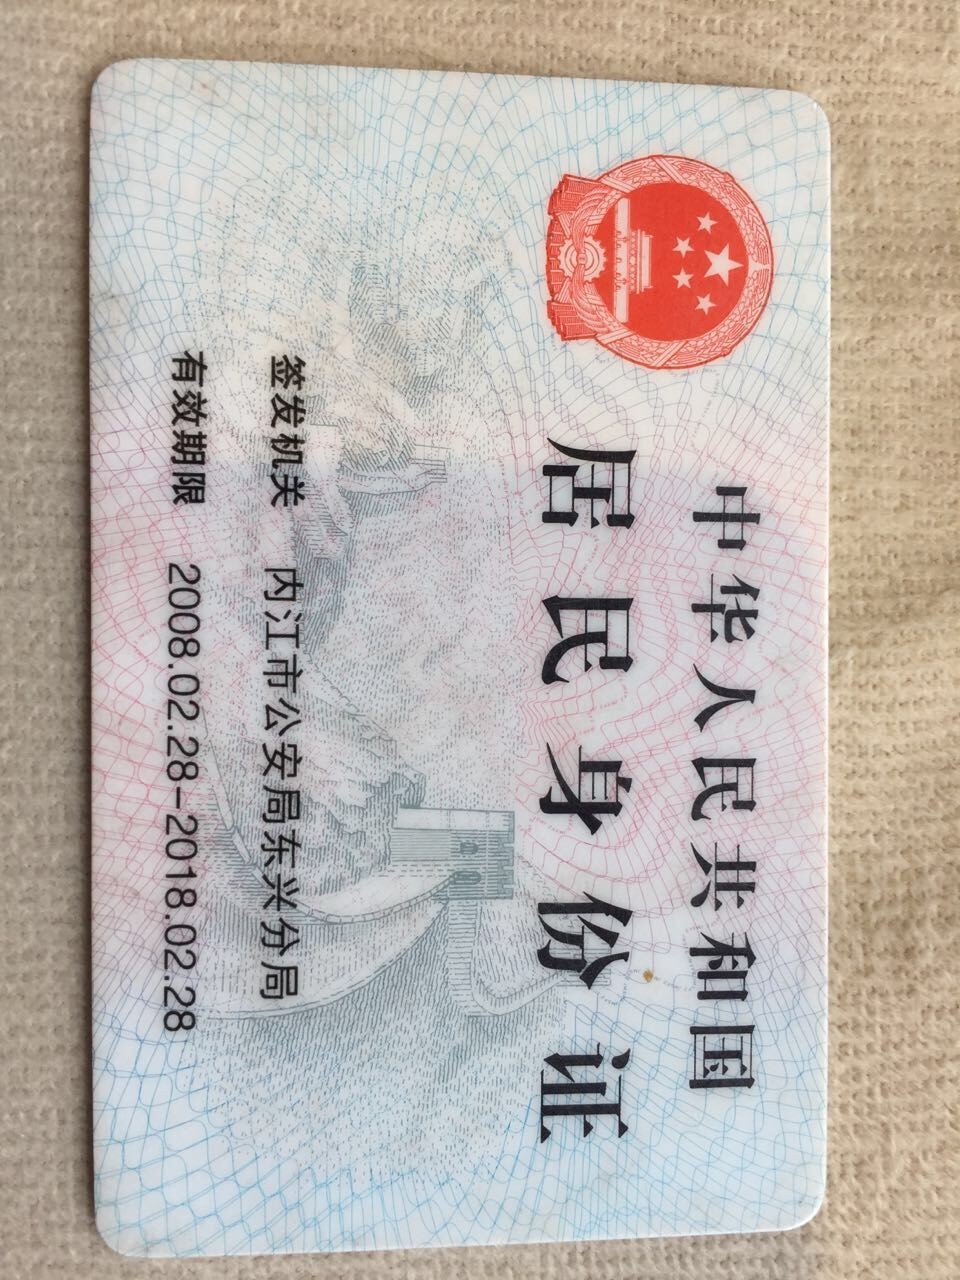 中华人民共和国
居民身份证
签发机关 内江市公安局东兴分局
有效期限 2008.02.28-2018.02.28